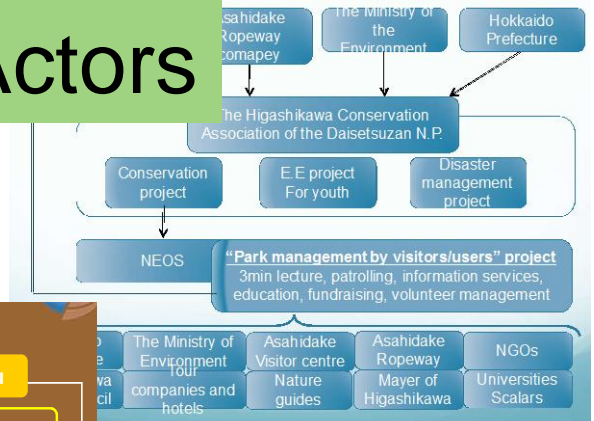 Actors
Asahidake
Ropeway
comapey
The Ministry of
the
Environment
Hokkaido
Prefecture
The Higashikawa Conservation
Association of the Daisetsuzan N.P.
Conservation
project
E.E project
For youth
Disaster
management
project
NEOS
“Park management by visitors/users” project
3min lecture, patrolling, information services,
education, fundraising, volunteer management
The Ministry of
Environment
Asahidake
Visitor centre
Asahidake
Ropeway
NGOs
Tour
companies and
hotels
Nature
guides
Mayer of
Higashikawa
Universities
Scalars